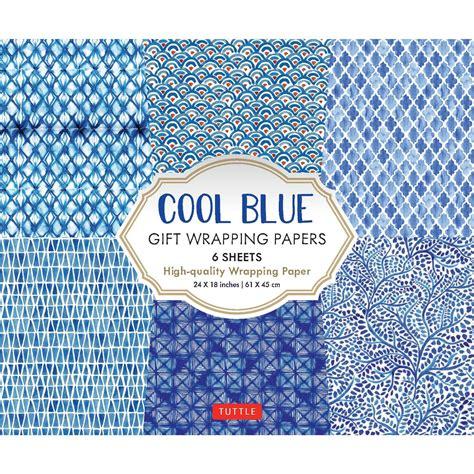 COOL BLUE
GIFT WRAPPING PAPERS
6 SHEETS
High-quality Wrapping Paper
24 X 18 inches | 61 X 45 cm
TUTTLE